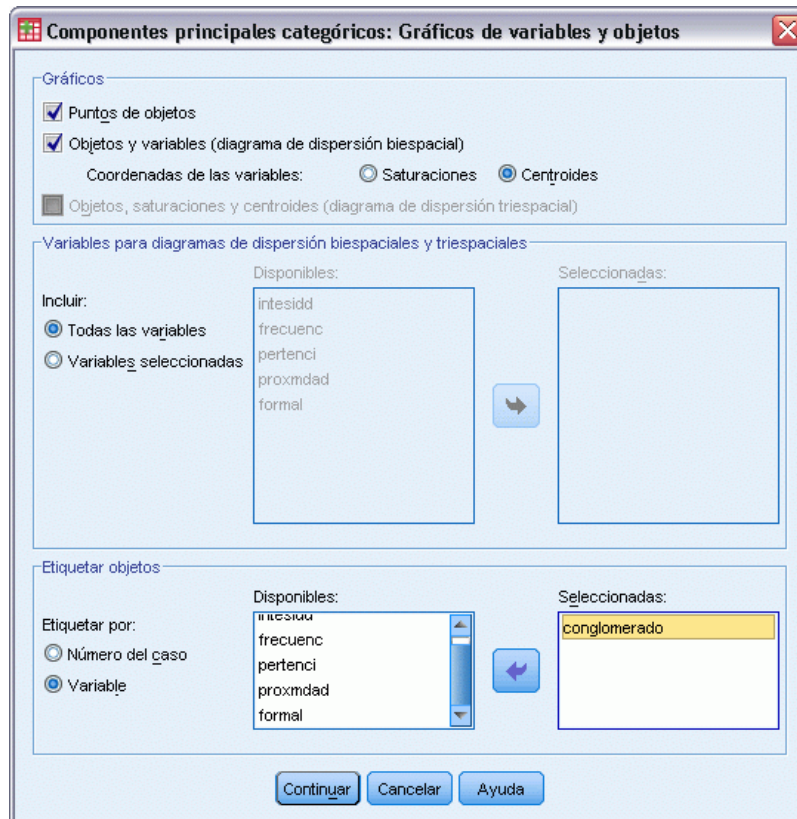 Componentes principales categóricos: Gráficos de variables y objetos
Gráficos
Puntos de objetos
Objetos y variables (diagrama de dispersión biespacial)
Coordenadas de las variables: Saturaciones Centroides
Objetos, saturaciones y centroides (diagrama de dispersión triespacial)
Variables para diagramas de dispersión biespaciales y triespaciales
Disponibles: Seleccionadas:
Incluir:
Todas las variables
Variables seleccionadas
intesidd
frecuenc
pertenci
proxmdad
formal
Etiquetar objetos
Disponibles: Seleccionadas:
Etiquetar por:
Número del caso
Variable
intesidd
frecuenc
pertenci
proxmdad
formal
conglomerado
Continuar Cancelar Ayuda